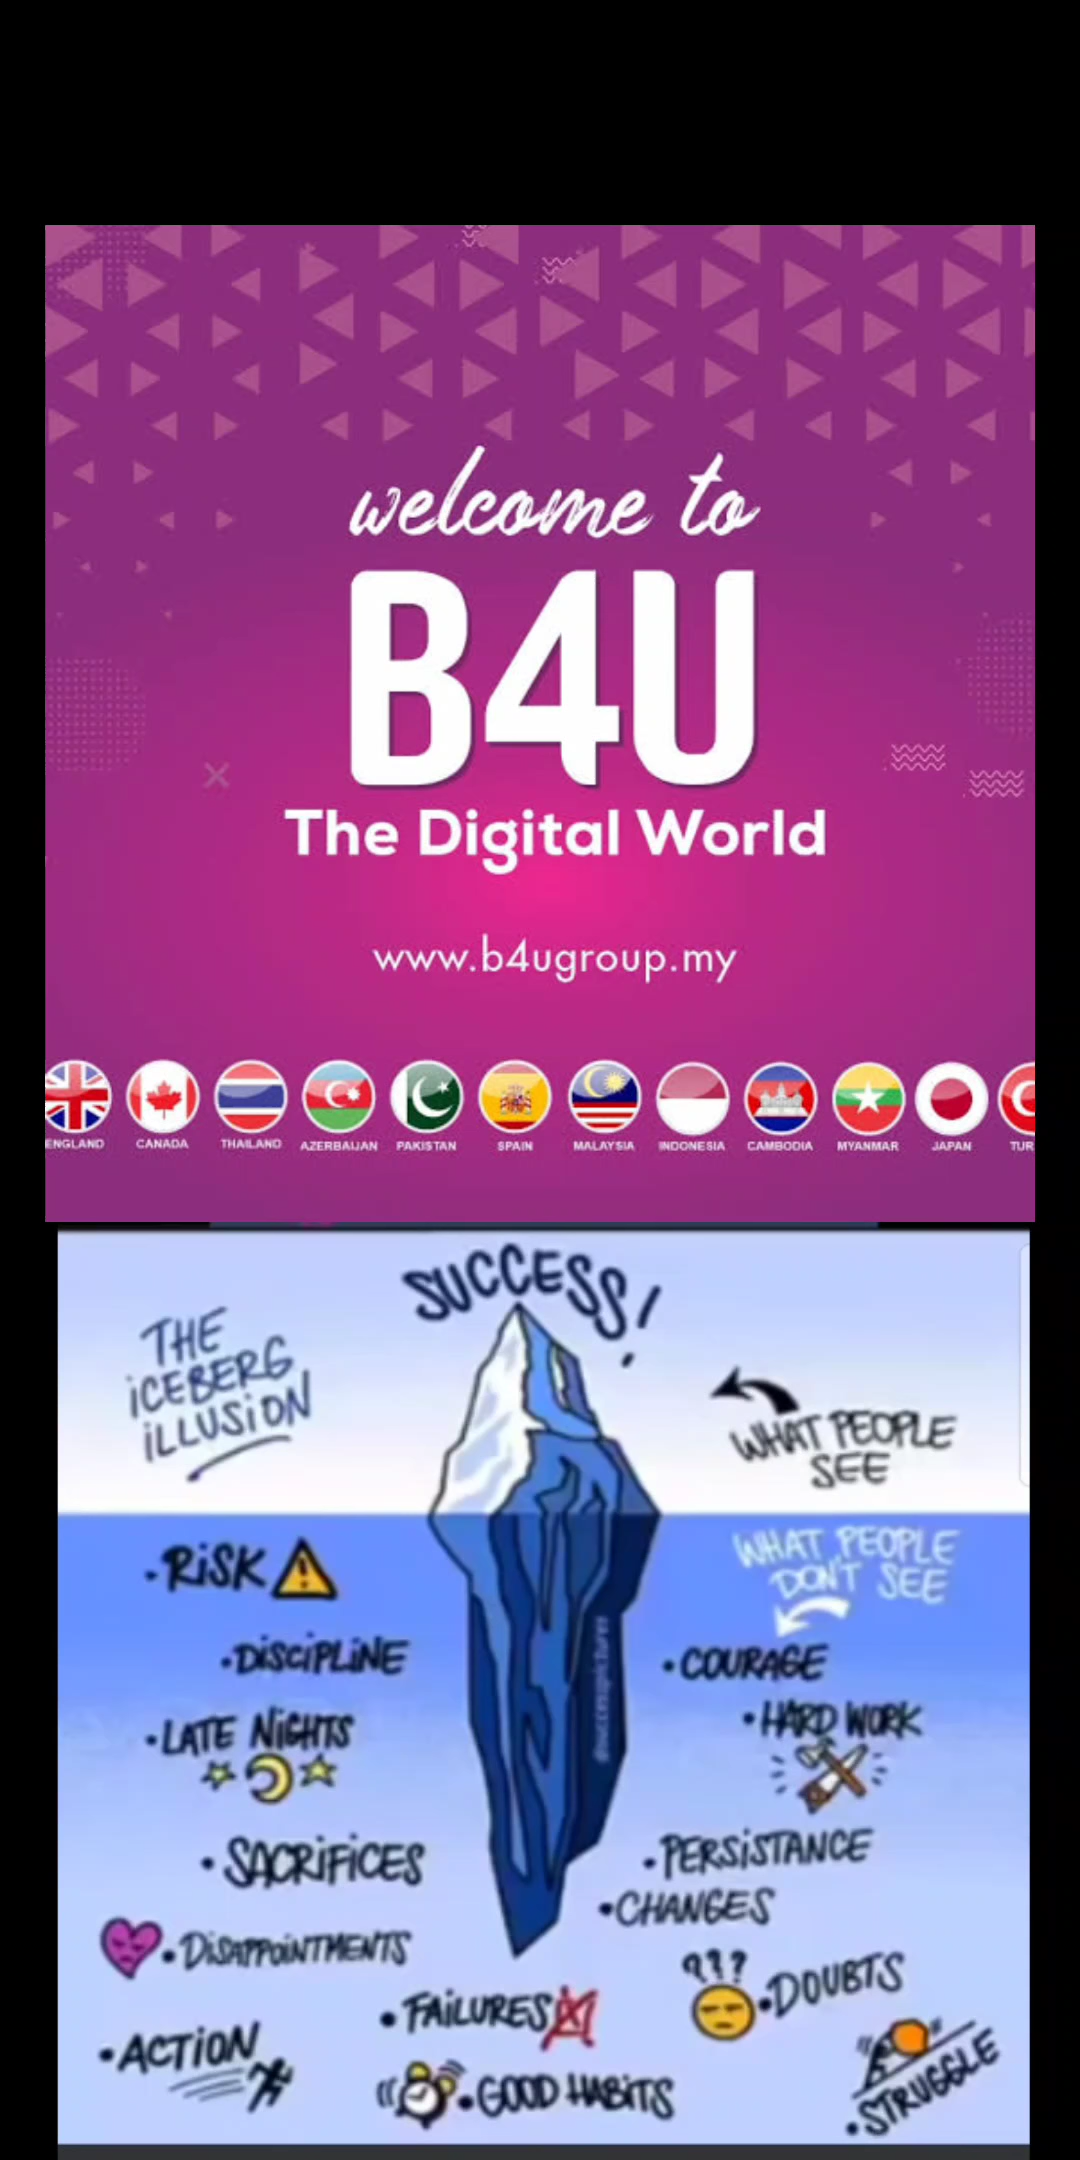 welcome to
B4U
The Digital World
www.b4ugroup.my
ENGLAND CANADA THAILAND AZERBAIJAN PAKISTAN SPAIN MALAYSIA INDONESIA CAMBODIA MYANMAR JAPAN TUR
SUCCESS!
THE
ICEBERG
ILLUSION
WHAT PEOPLE
SEE
WHAT PEOPLE
DON'T SEE
• RISK
• DISCIPLINE
• LATE NIGHTS
• SACRIFICES
• DISAPPOINTMENTS
• FAILURES
• ACTION
• GOOD HABITS
• COURAGE
• HARD WORK
• PERSISTANCE
• CHANGES
???
• DOUBTS
• STRUGGLE